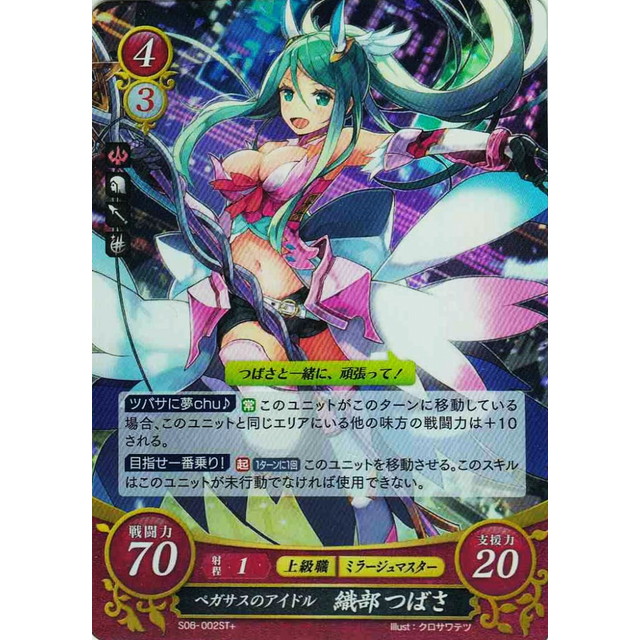 4
3
つばさと一緒に、頑張って！
ツバサに夢chu♪ 常 このユニットがこのターンに移動している
場合、このユニットと同じエリアにいる他の味方の戦闘力は＋10
される。
目指せ一番乗り！ 起 1ターンに1回 このユニットを移動させる。このスキル
はこのユニットが未行動でなければ使用できない。
戦闘力
70
射程 1
上級職 ミラージュマスター
支援力
20
ペガサスのアイドル 織部 つばさ
S06-002ST+ Illust：クロサワテツ